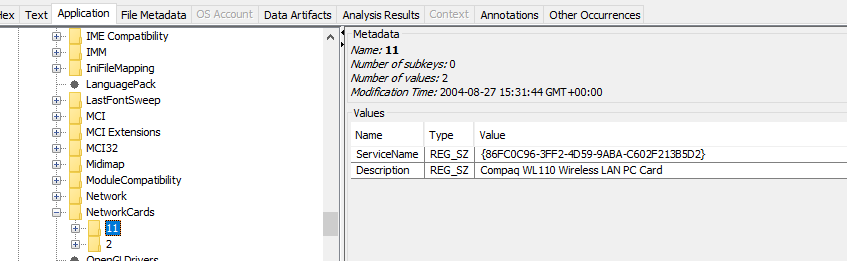 Hex Text Application File Metadata OS Account Data Artifacts Analysis Results Context Annotations Other Occurrences
IME Compatibility
IMM
IniFileMapping
LanguagePack
LastFontSweep
MCI
MCI Extensions
MCI32
Midimap
ModuleCompatibility
Network
NetworkCards
11
2
OpenGLDrivers
Metadata
Name: 11
Number of subkeys: 0
Number of values: 2
Modification Time: 2004-08-27 15:31:44 GMT+00:00
Values
Name Type Value
ServiceName REG_SZ {86FC0C96-3FF2-4D59-9ABA-C602F213B5D2}
Description REG_SZ Compaq WL110 Wireless LAN PC Card